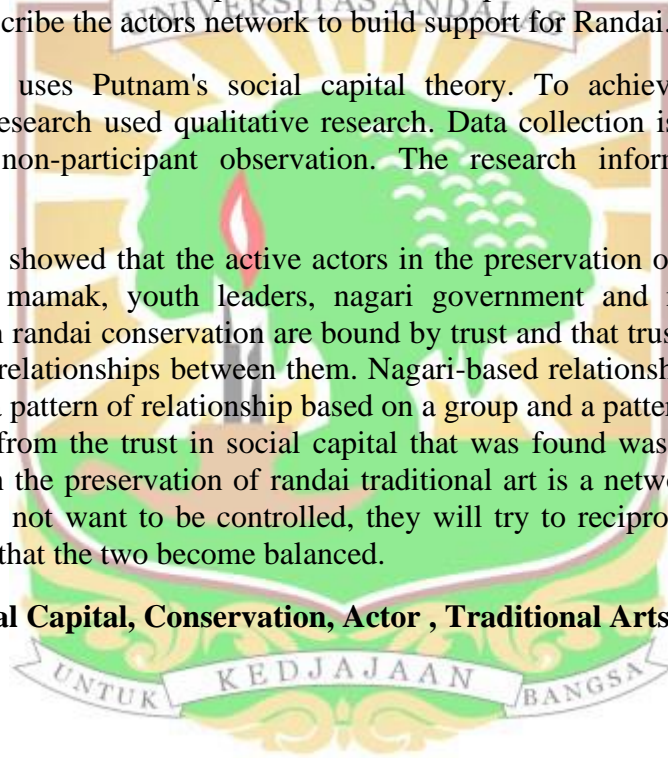 UNIVERSITAS ANDALAS
cribe the actors network to build support for Randai.
uses Putnam's social capital theory. To achiev
esearch used qualitative research. Data collection is
non-participant observation. The research inform
showed that the active actors in the preservation o
mamak, youth leaders, nagari government and
n randai conservation are bound by trust and that trus
relationships between them. Nagari-based relationsh
a pattern of relationship based on a group and a patter
from the trust in social capital that was found was
n the preservation of randai traditional art is a netwo
not want to be controlled, they will try to recipro
that the two become balanced.
al Capital, Conservation, Actor , Traditional Arts
UNTUK KEDJAJAAN BANGSA